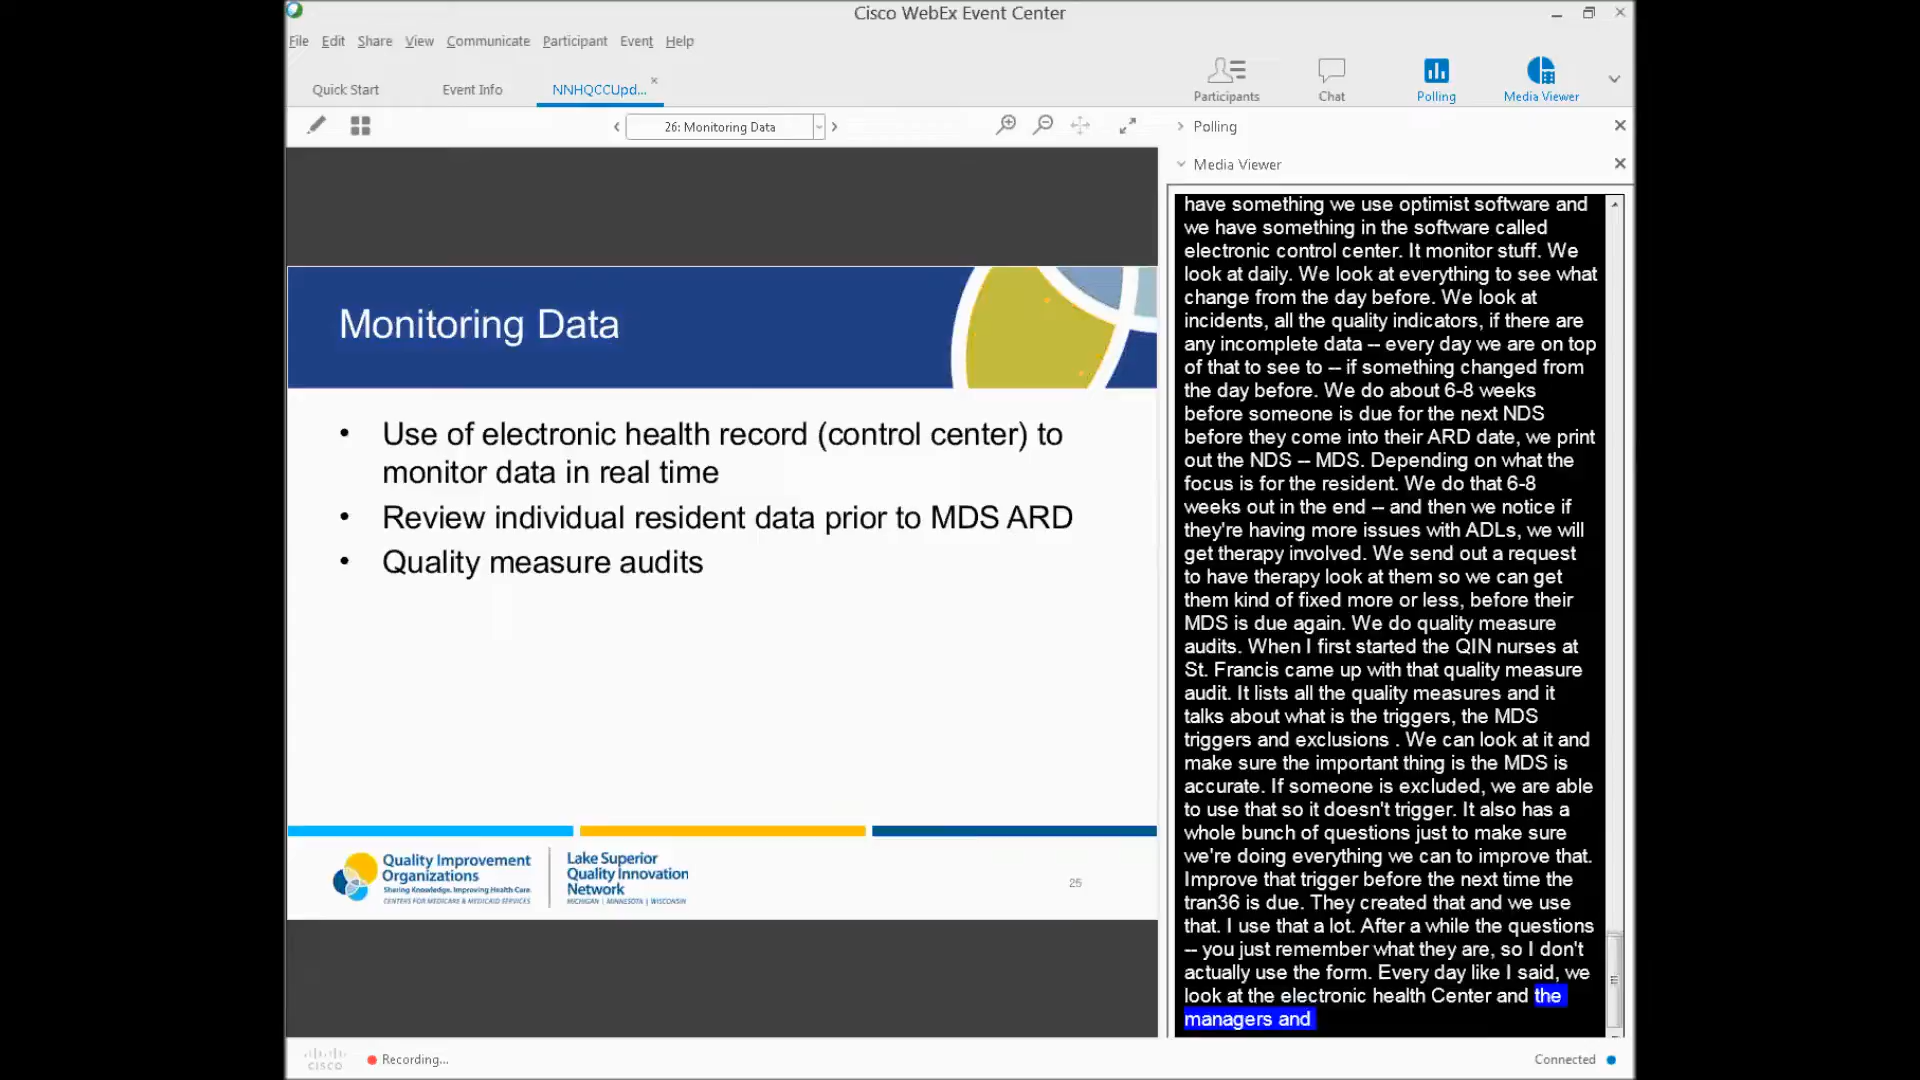 Cisco WebEx Event Center
File Edit Share View Communicate Participant Event Help
Quick Start Event Info NNHQCCUpd...
Participants Chat Polling Media Viewer
26: Monitoring Data
Polling
Media Viewer
Monitoring Data
• Use of electronic health record (control center) to
monitor data in real time
• Review individual resident data prior to MDS ARD
• Quality measure audits
Quality Improvement
Organizations
Sharing Knowledge. Improving Health Care.
CENTERS FOR MEDICARE & MEDICAID SERVICES
Lake Superior
Quality Innovation
Network
MICHIGAN | MINNESOTA | WISCONSIN
25
have something we use optimist software and
we have something in the software called
electronic control center. It monitor stuff. We
look at daily. We look at everything to see what
change from the day before. We look at
incidents, all the quality indicators, if there are
any incomplete data -- every day we are on top
of that to see to -- if something changed from
the day before. We do about 6-8 weeks
before someone is due for the next NDS
before they come into their ARD date, we print
out the NDS -- MDS. Depending on what the
focus is for the resident. We do that 6-8
weeks out in the end -- and then we notice if
they're having more issues with ADLs, we will
get therapy involved. We send out a request
to have therapy look at them so we can get
them kind of fixed more or less, before their
MDS is due again. We do quality measure
audits. When I first started the QIN nurses at
St. Francis came up with that quality measure
audit. It lists all the quality measures and it
talks about what is the triggers, the MDS
triggers and exclusions . We can look at it and
make sure the important thing is the MDS is
accurate. If someone is excluded, we are able
to use that so it doesn't trigger. It also has a
whole bunch of questions just to make sure
we're doing everything we can to improve that.
Improve that trigger before the next time the
tran36 is due. They created that and we use
that. I use that a lot. After a while the questions
-- you just remember what they are, so I don't
actually use the form. Every day like I said, we
look at the electronic health Center and the
managers and
CISCO
Recording...
Connected